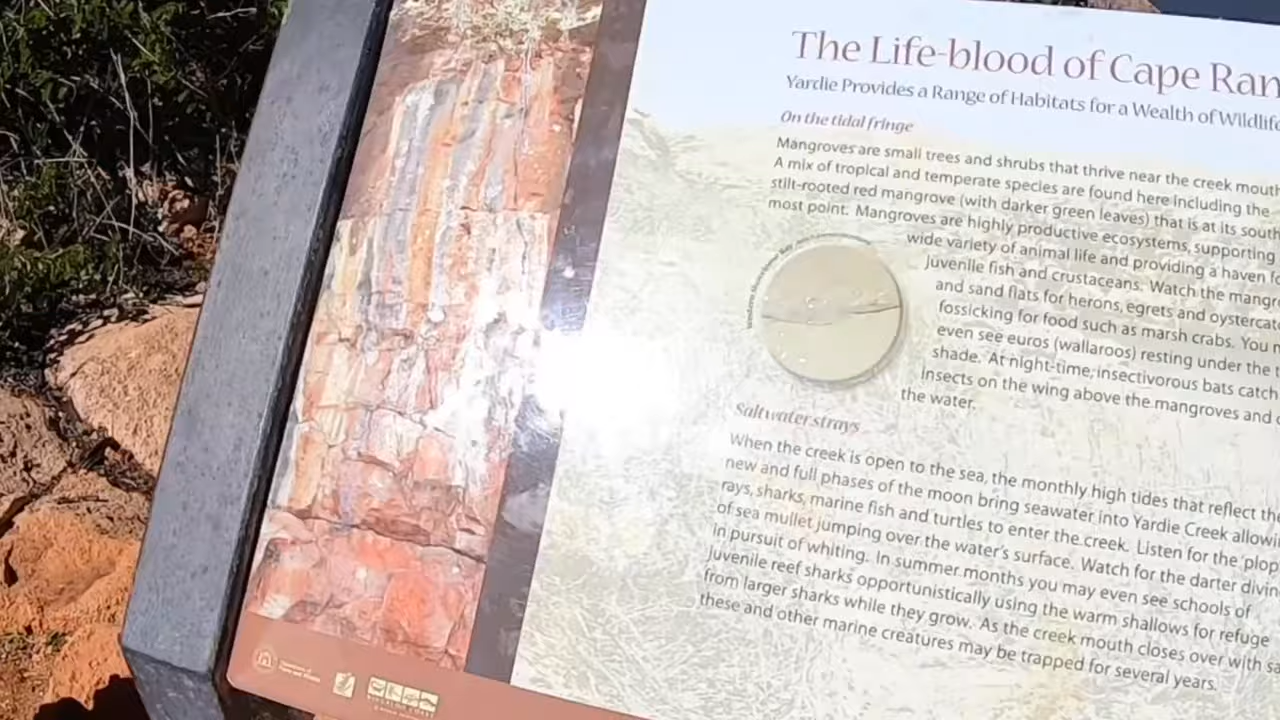 The Life-blood of Cape Ran
Yardie Provides a Range of Habitats for a Wealth of Wildlife
On the tidal fringe
Mangroves are small trees and shrubs that thrive near the creek mouth
A mix of tropical and temperate species are found here including the
stilt-rooted red mangrove (with darker green leaves) that is at its south
most point. Mangroves are highly productive ecosystems, supporting
wide variety of animal life and providing a haven f
juvenile fish and crustaceans. Watch the mangr
and sand flats for herons, egrets and oystercat
fossicking for food such as marsh crabs. You m
even see euros (wallaroos) resting under the t
shade. At night-time, insectivorous bats catch
insects on the wing above the mangroves and
the water.
Saltwater strays
When the creek is open to the sea, the monthly high tides that reflect th
new and full phases of the moon bring seawater into Yardie Creek allowi
rays, sharks, marine fish and turtles to enter the creek. Listen for the 'plop
of sea mullet jumping over the water's surface. Watch for the darter divin
in pursuit of whiting. In summer months you may even see schools of
juvenile reef sharks opportunistically using the warm shallows for refuge
from larger sharks while they grow. As the creek mouth closes over with sa
these and other marine creatures may be trapped for several years.